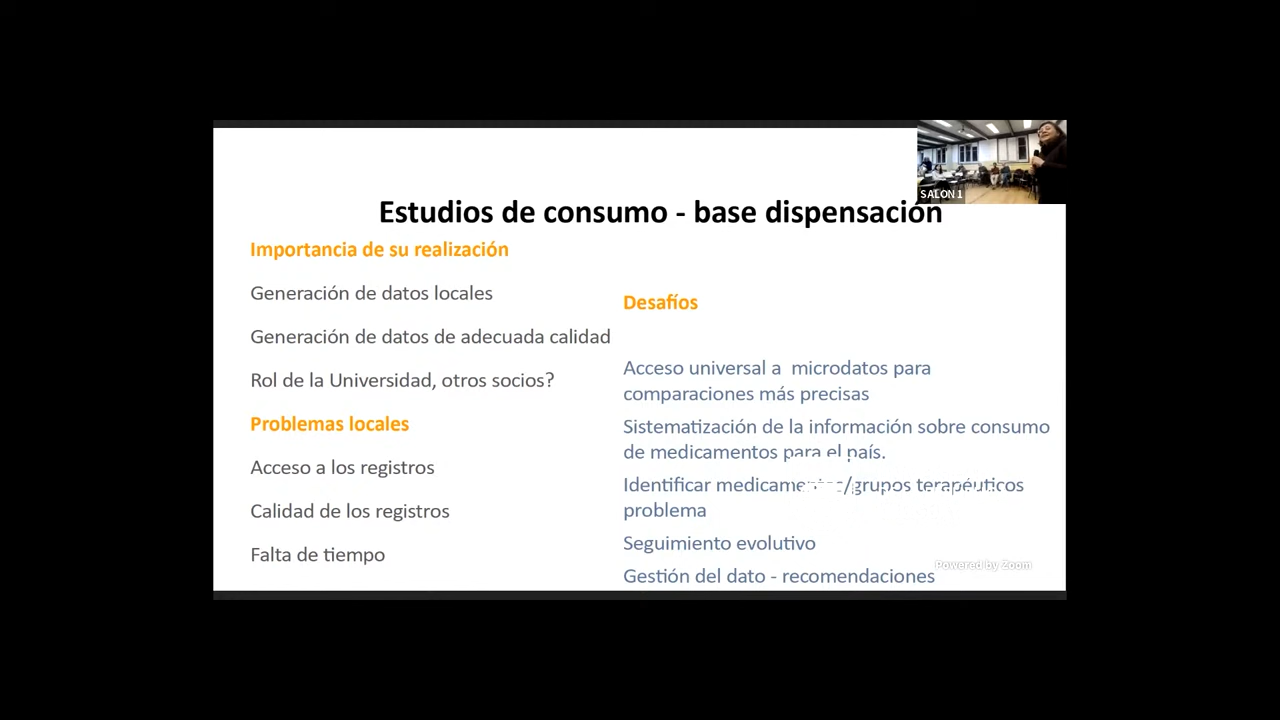 SALON 1
Estudios de consumo - base dispensación
Importancia de su realización
Generación de datos locales
Generación de datos de adecuada calidad
Rol de la Universidad, otros socios?
Problemas locales
Acceso a los registros
Calidad de los registros
Falta de tiempo
Desafíos
Acceso universal a microdatos para
comparaciones más precisas
Sistematización de la información sobre consumo
de medicamentos para el país.
Identificar medicamentos/grupos terapéuticos
problema
Seguimiento evolutivo
Gestión del dato - recomendaciones
Powered by Zoom